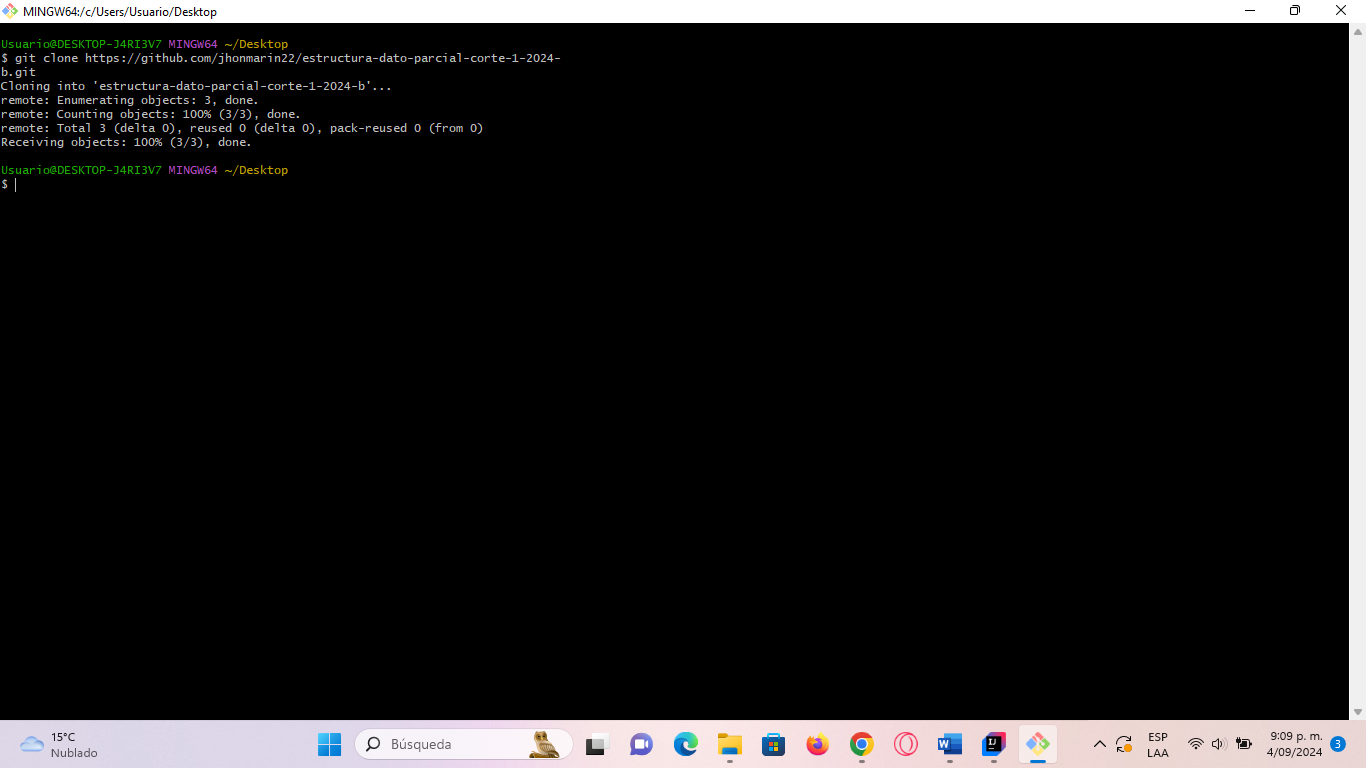 MINGW64:/c/Users/Usuario/Desktop
Usuario@DESKTOP-J4RI3V7 MINGW64 ~/Desktop
$ git clone https://github.com/jhonmarin22/estructura-dato-parcial-corte-1-2024-
b.git
Cloning into 'estructura-dato-parcial-corte-1-2024-b'...
remote: Enumerating objects: 3, done.
remote: Counting objects: 100% (3/3), done.
remote: Total 3 (delta 0), reused 0 (delta 0), pack-reused 0 (from 0)
Receiving objects: 100% (3/3), done.
Usuario@DESKTOP-J4RI3V7 MINGW64 ~/Desktop
$
15°C
Nublado
Búsqueda
W
IJ
ESP
LAA
9:09 p. m.
4/09/2024
3